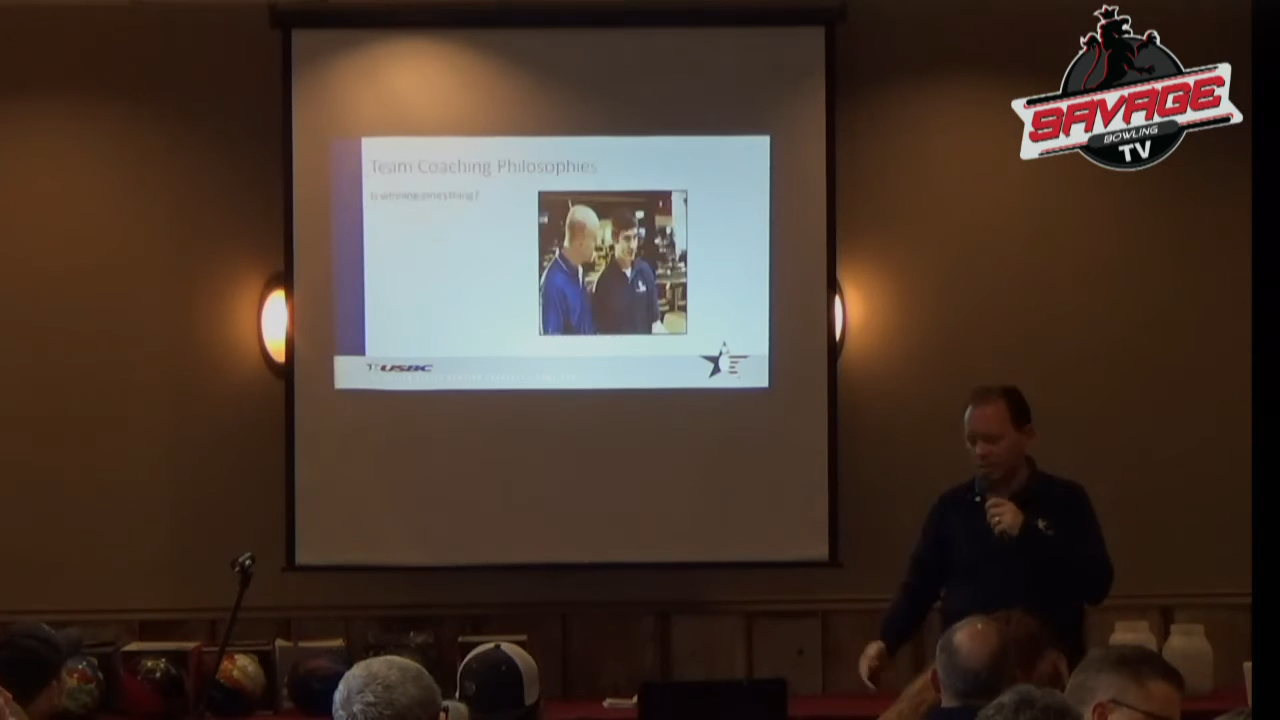 SAVAGE
BOWLING
TV
Team Coaching Philosophies
Is winning everything?
USBC